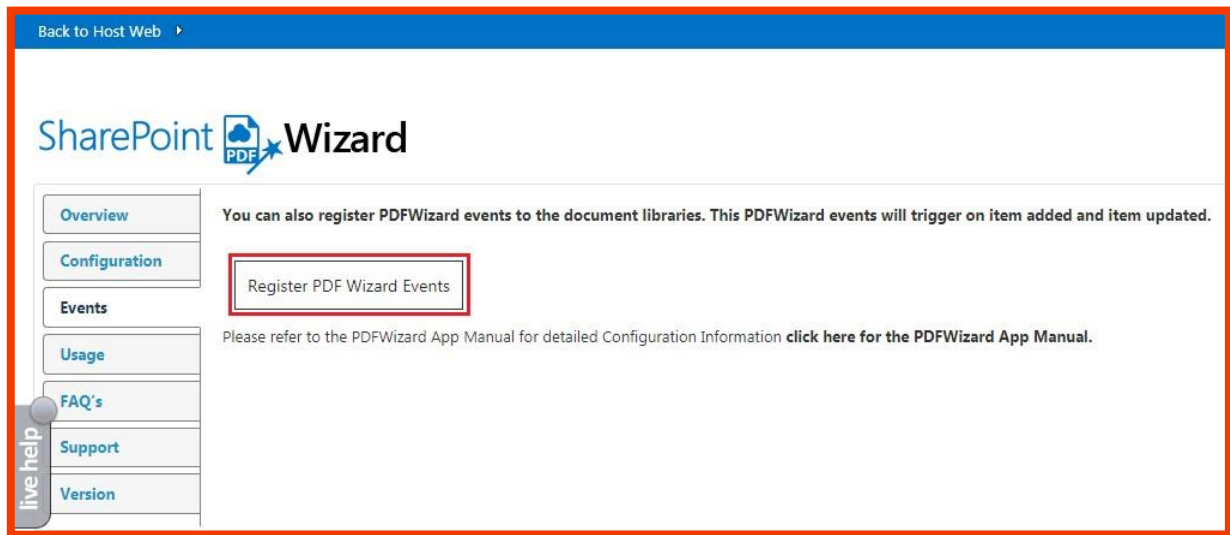 Back to Host Web
SharePoint PDF Wizard
Overview
You can also register PDFWizard events to the document libraries. This PDFWizard events will trigger on item added and item updated.
Configuration
Register PDF Wizard Events
Events
Please refer to the PDFWizard App Manual for detailed Configuration Information click here for the PDFWizard App Manual.
Usage
FAQ's
Support
Version
live help